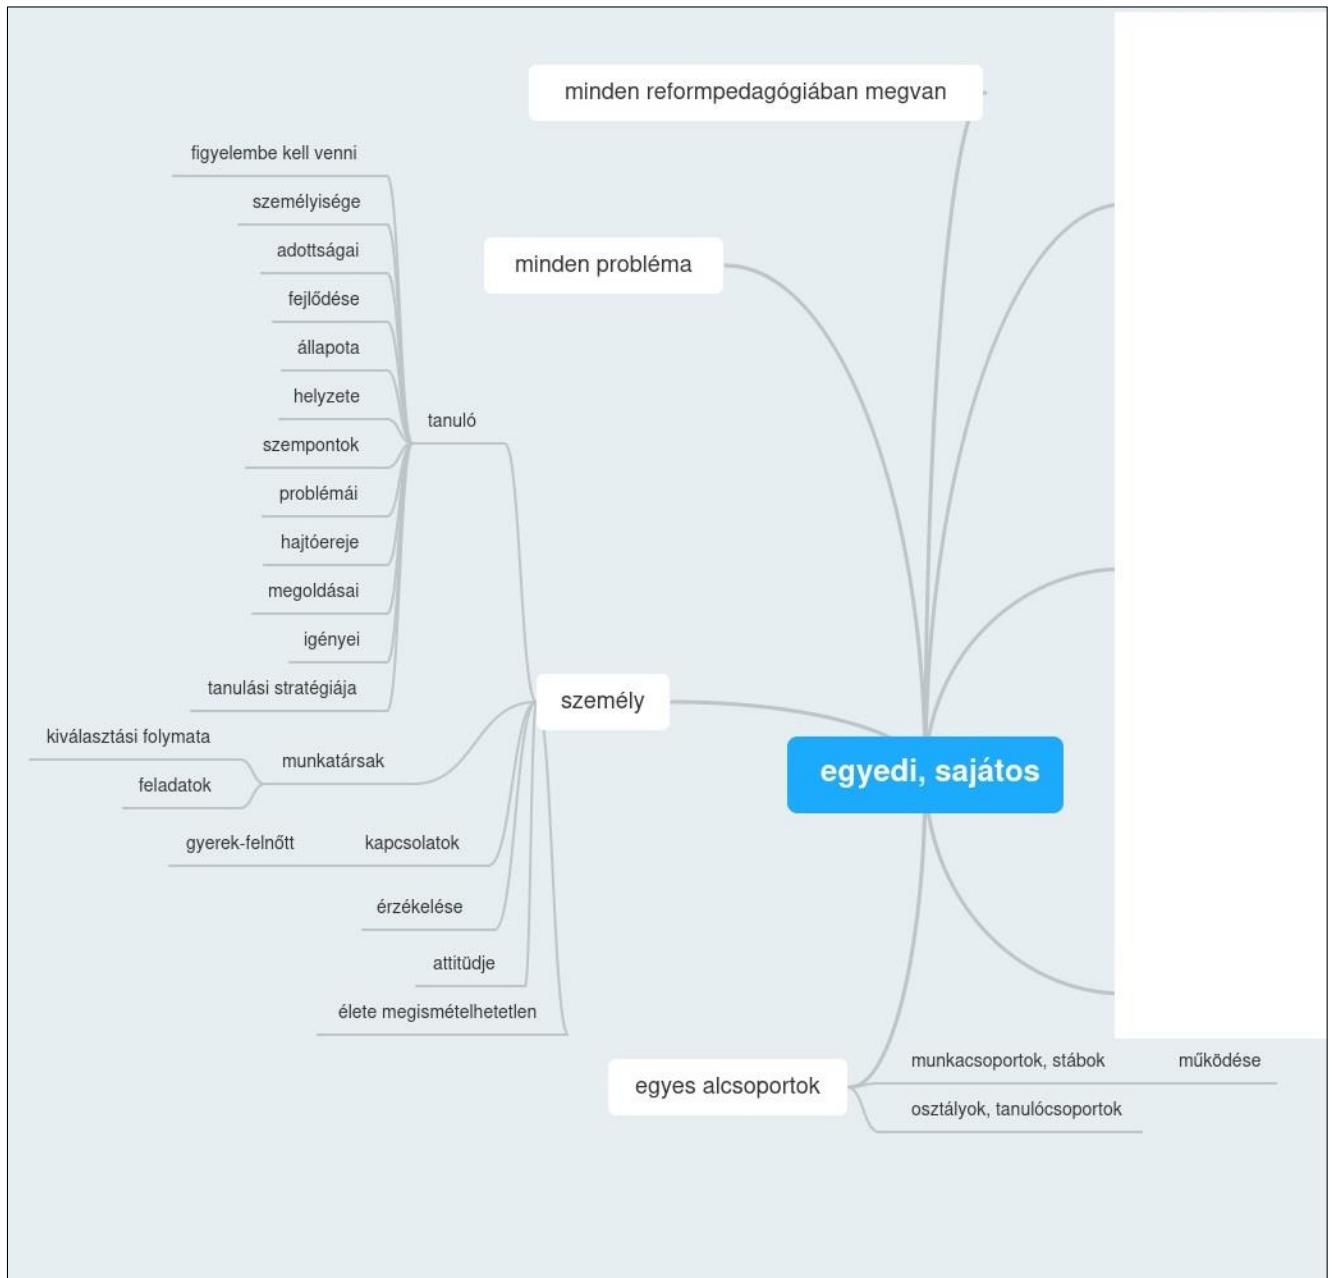 minden reformpedagógiában megvan
minden probléma
figyelembe kell venni
személyisége
adottságai
fejlődése
állapota
helyzete
szempontok
problémái
hajtóereje
megoldásai
igényei
tanulási stratégiája
tanuló
kiválasztási folymata
feladatok
munkatársak
gyerek-felnőtt
kapcsolatok
érzékelése
attitüdje
élete megismételhetetlen
személy
egyedi, sajátos
egyes alcsoportok
munkacsoportok, stábok
működése
osztályok, tanulócsoportok